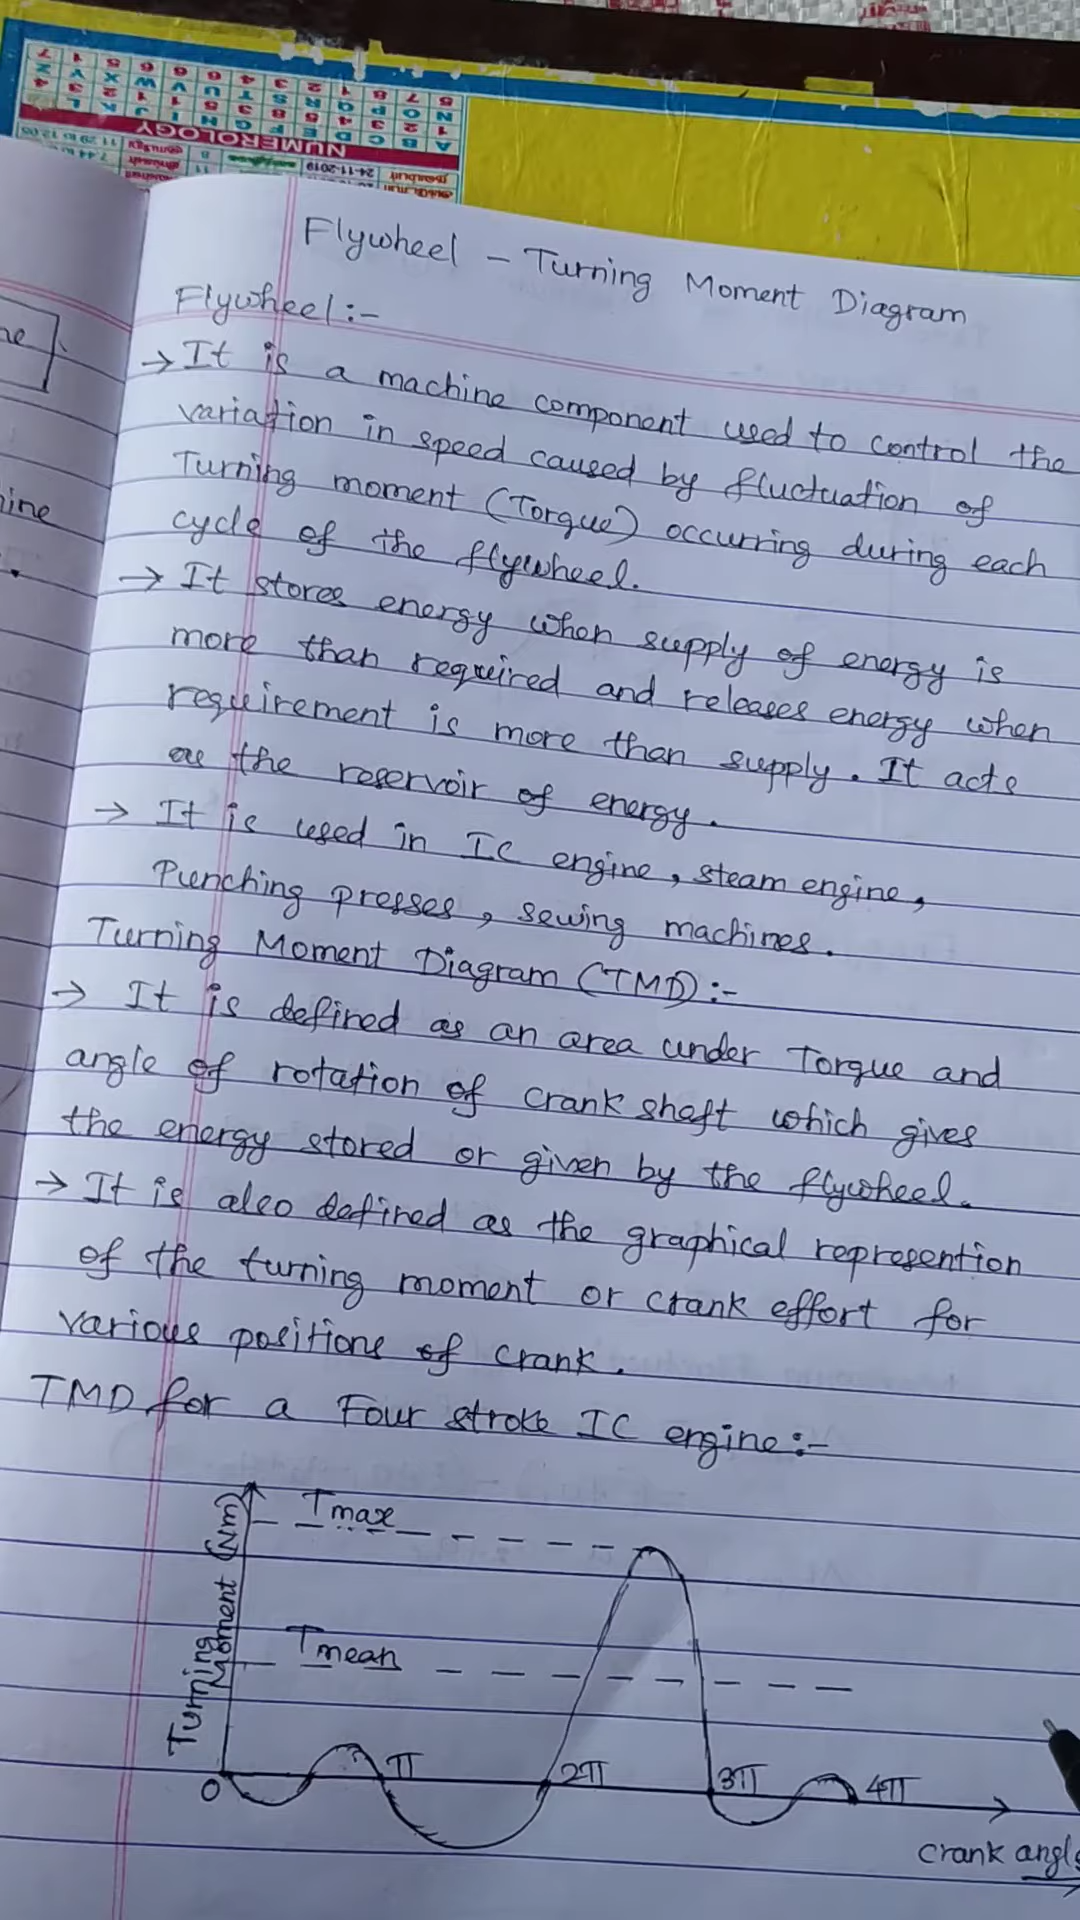 NUMEROLOGY
24-11-2019
Flywheel - Turning Moment Diagram
Flywheel:-
→ It is a machine component used to control the
variation in speed caused by fluctuation of
Turning moment (Torque) occurring during each
cycle of the flywheel.
→ It stores energy when supply of energy is
more than required and releases energy when
requirement is more than supply. It acts
as the reservoir of energy.
→ It is used in IC engine, steam engine,
Punching presses, sewing machines.
Turning Moment Diagram (TMD):-
→ It is defined as an area under Torque and
angle of rotation of crank shaft which gives
the energy stored or given by the flywheel.
→ It is also defined as the graphical represention
of the turning moment or crank effort for
various positions of crank.
TMD for a Four stroke IC engine:-
Turning Moment (Nm)
Tmax
Tmean
0 π 2π 3π 4π
crank angle